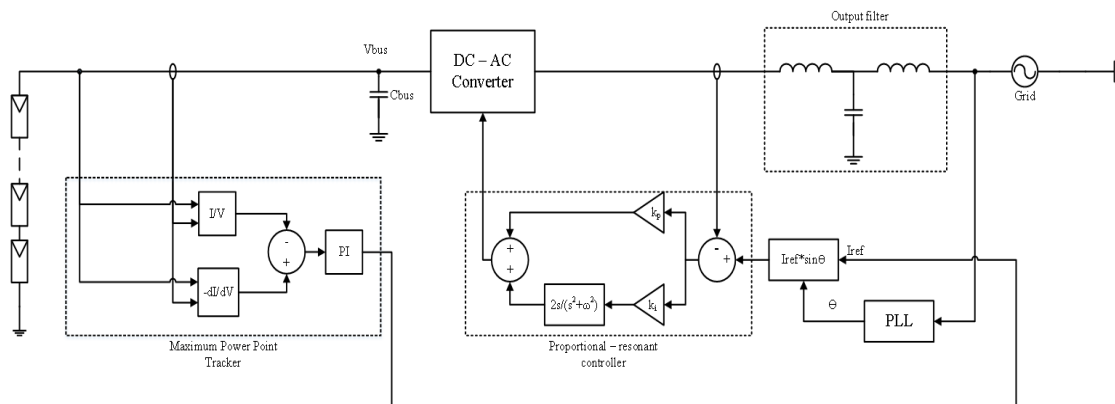 Output filter
Vbus
DC – AC
Converter
Cbus
Grid
I/V
-
+
PI
-dI/dV
Maximum Power Point
Tracker
kp
+
+
-
+
2s/(s²+ω²)
ki
Proportional – resonant
controller
Iref*sinθ
Iref
θ
PLL